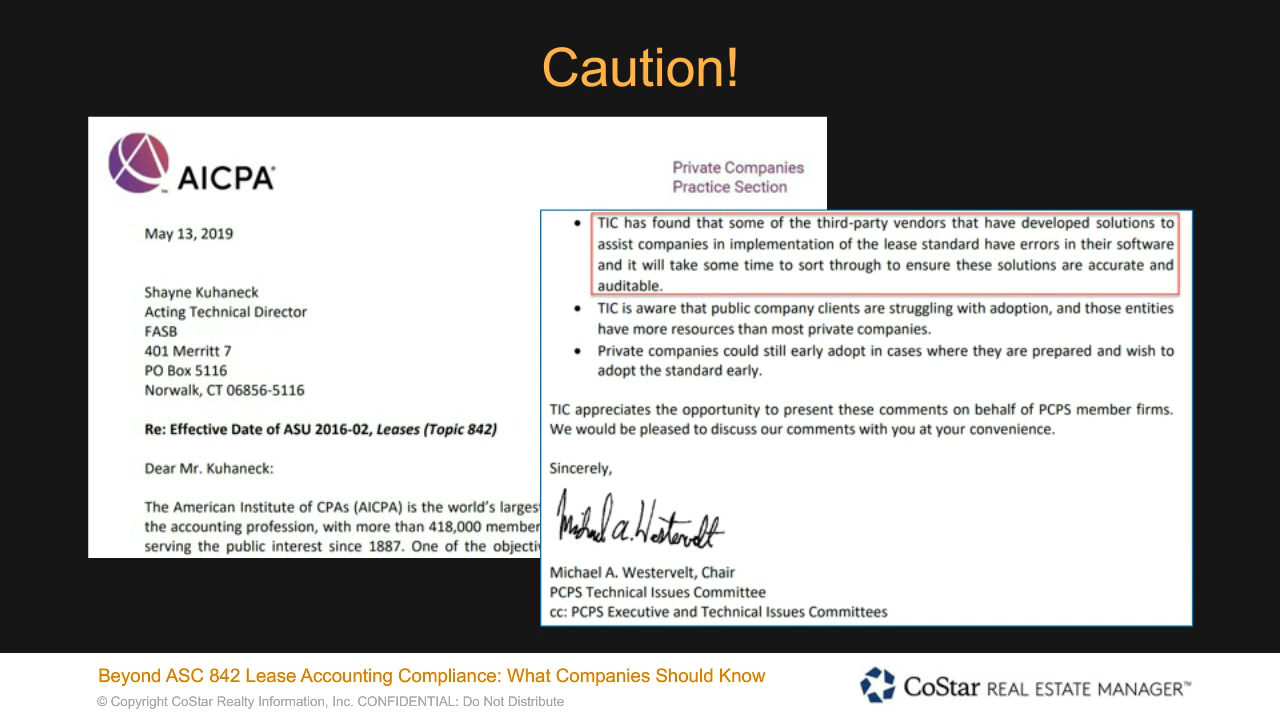 Caution!
AICPA
Private Companies
Practice Section
May 13, 2019
Shayne Kuhaneck
Acting Technical Director
FASB
401 Merritt 7
PO Box 5116
Norwalk, CT 06856-5116
Re: Effective Date of ASU 2016-02, Leases (Topic 842)
Dear Mr. Kuhaneck:
The American Institute of CPAs (AICPA) is the world's largest
the accounting profession, with more than 418,000 member
serving the public interest since 1887. One of the objectiv
• TIC has found that some of the third-party vendors that have developed solutions to
assist companies in implementation of the lease standard have errors in their software
and it will take some time to sort through to ensure these solutions are accurate and
auditable.
• TIC is aware that public company clients are struggling with adoption, and those entities
have more resources than most private companies.
• Private companies could still early adopt in cases where they are prepared and wish to
adopt the standard early.
TIC appreciates the opportunity to present these comments on behalf of PCPS member firms.
We would be pleased to discuss our comments with you at your convenience.
Sincerely,
Michael A. Westervelt
Michael A. Westervelt, Chair
PCPS Technical Issues Committee
cc: PCPS Executive and Technical Issues Committees
Beyond ASC 842 Lease Accounting Compliance: What Companies Should Know
© Copyright CoStar Realty Information, Inc. CONFIDENTIAL: Do Not Distribute
CoStar REAL ESTATE MANAGER™